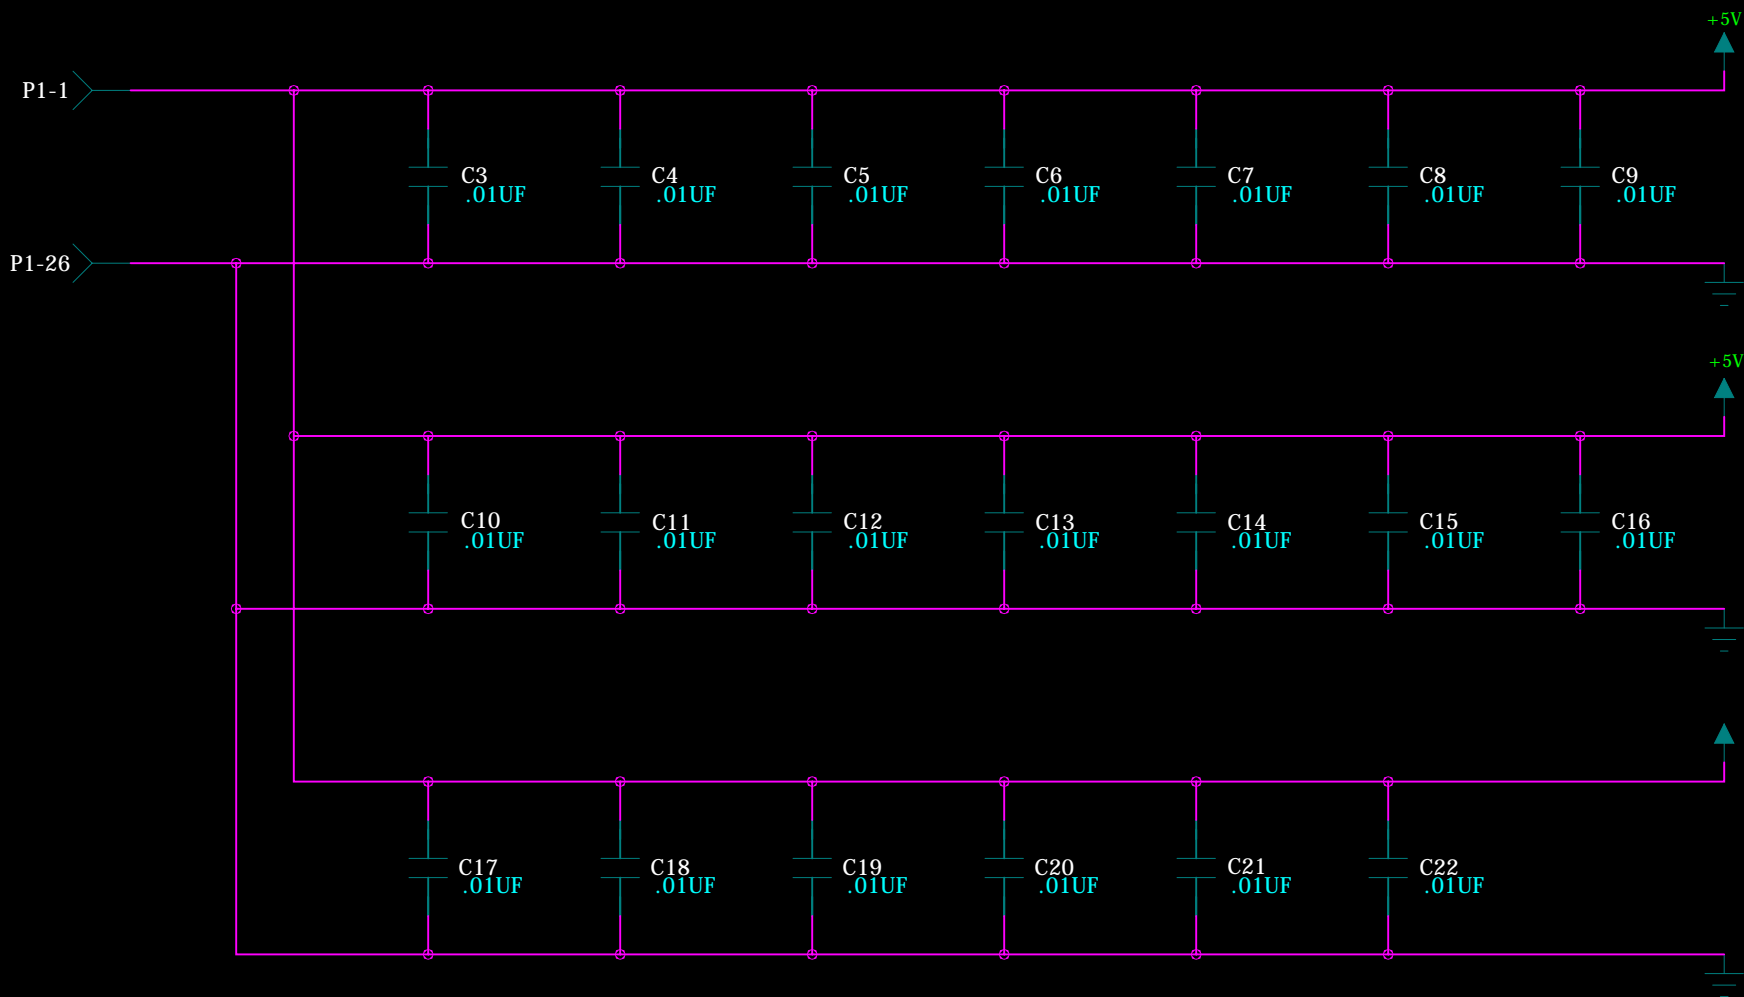 +5V
P1-1
C3 C4 C5 C6 C7 C8 C9
.01UF .01UF .01UF .01UF .01UF .01UF .01UF
P1-26
+5V
C10 C11 C12 C13 C14 C15 C16
.01UF .01UF .01UF .01UF .01UF .01UF .01UF
C17 C18 C19 C20 C21 C22
.01UF .01UF .01UF .01UF .01UF .01UF